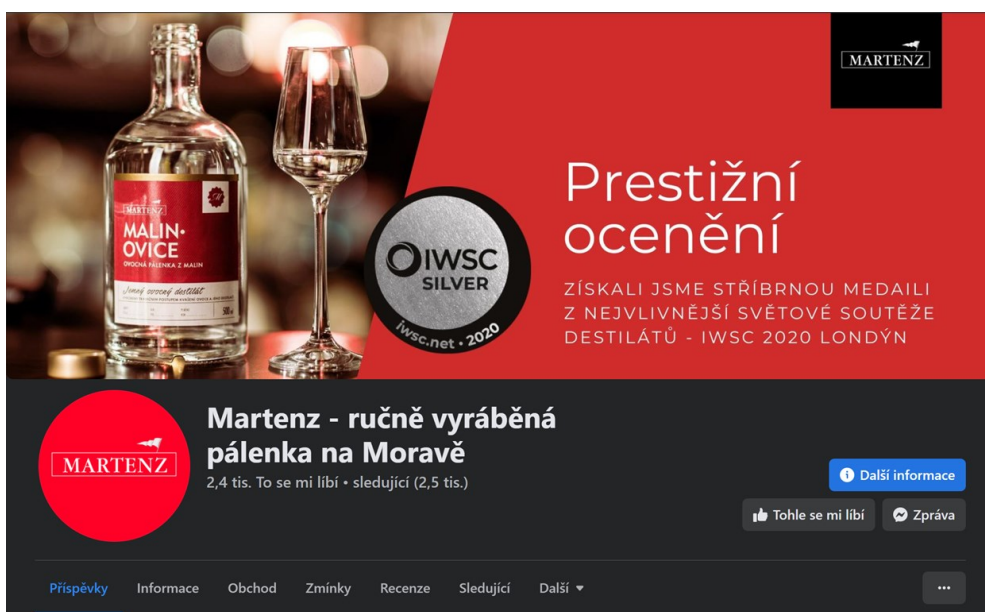 MARTENZ
Prestižní
ocenění
ZÍSKALI JSME STŘÍBRNOU MEDAILI
Z NEJVLIVNĚJŠÍ SVĚTOVÉ SOUTĚŽE
DESTILÁTŮ - IWSC 2020 LONDÝN
MARTENZ
MALIN·
OVICE
OVOCNÁ PÁLENKA Z MALIN
Jemný ovocný destilát
500 ml
IWSC
SILVER
iwsc.net • 2020
MARTENZ
Martenz - ručně vyráběná
pálenka na Moravě
2,4 tis. To se mi líbí • sledující (2,5 tis.)
Další informace
Tohle se mi líbí
Zpráva
Příspěvky
Informace
Obchod
Zmínky
Recenze
Sledující
Další